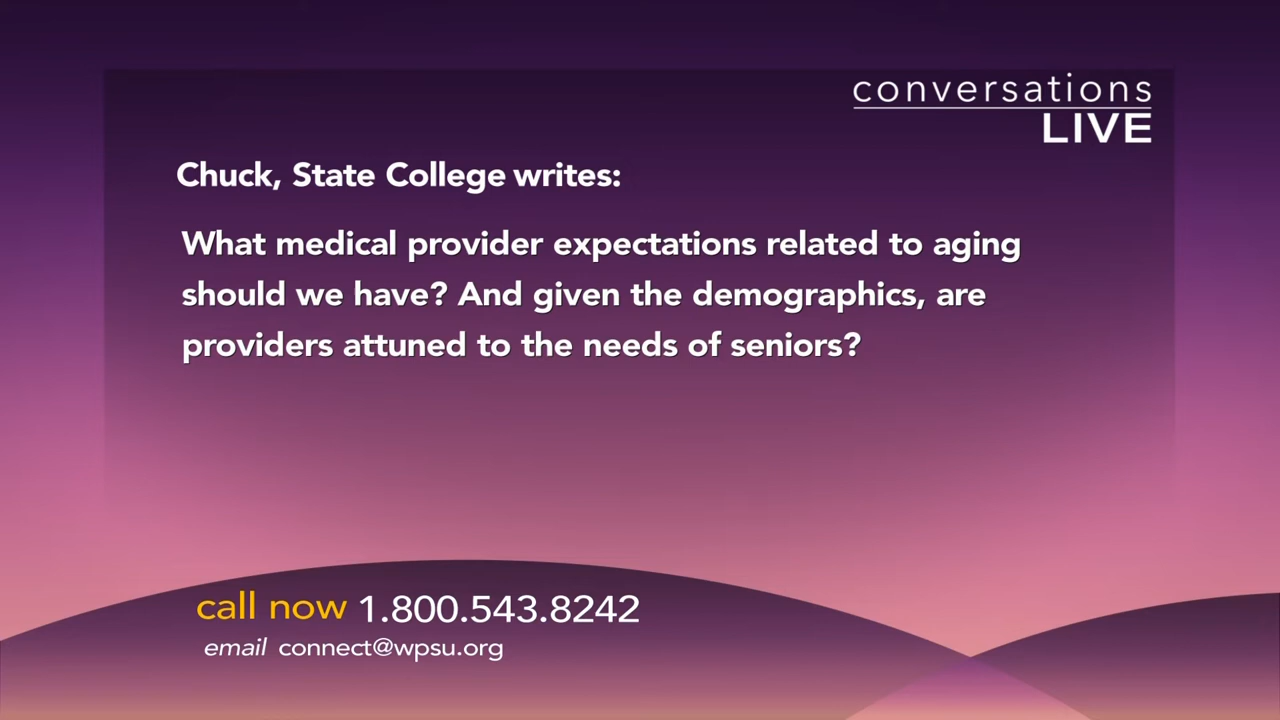 conversations
LIVE
Chuck, State College writes:
What medical provider expectations related to aging
should we have? And given the demographics, are
providers attuned to the needs of seniors?
call now 1.800.543.8242
email connect@wpsu.org